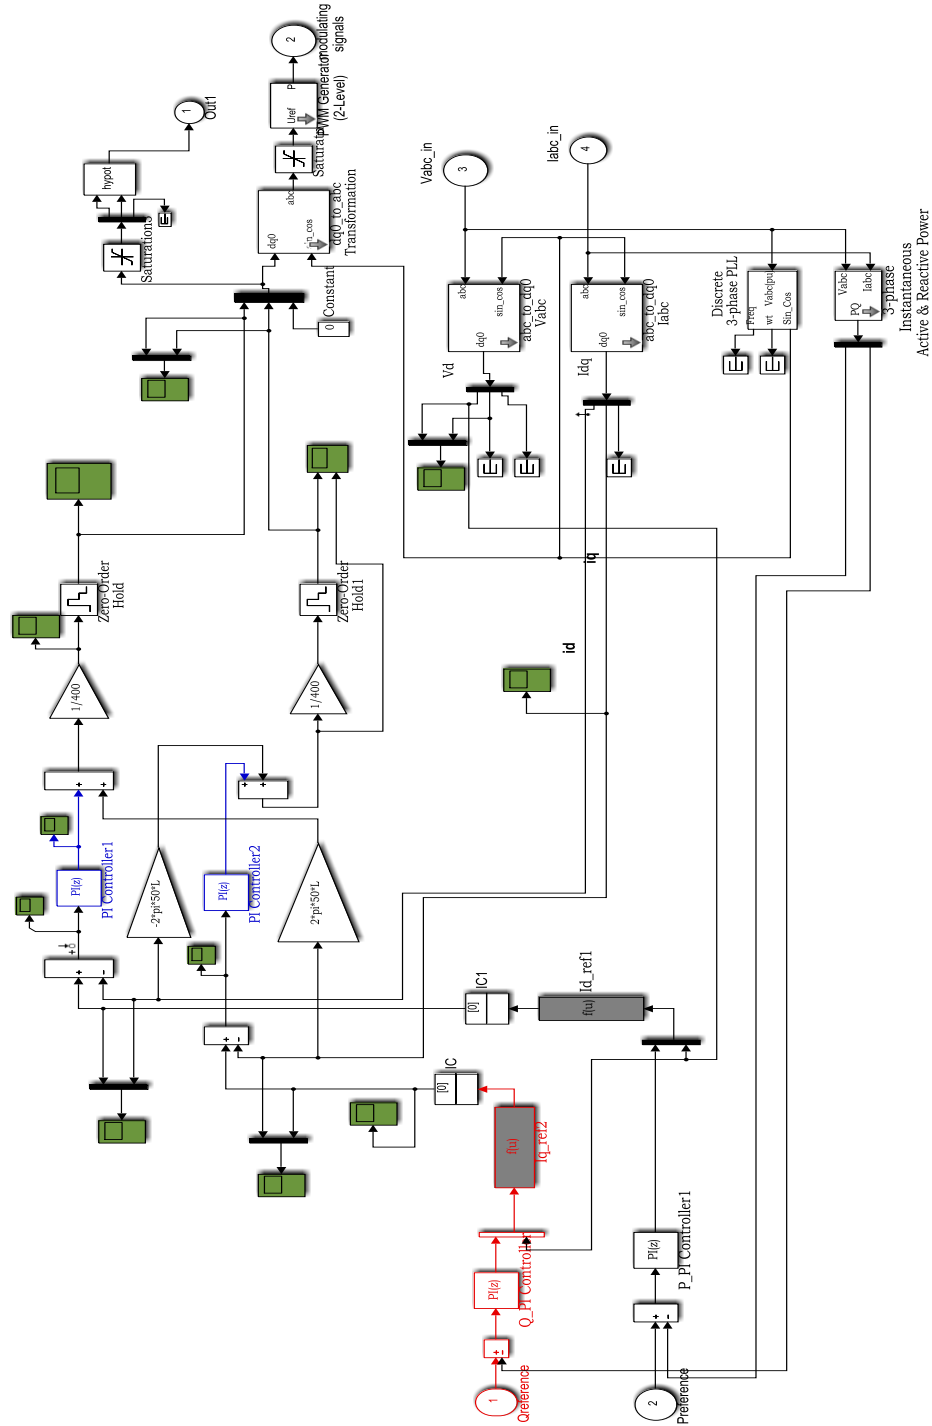 2
modulating
signals
P
Uref
PWM Generator
(2-Level)
1
Out1
hypot
Saturation3
Saturation
abc
dq0
sin_cos
dq0_to_abc
Transformation
0
Constant
Vabc_in
3
Iabc_in
4
abc
sin_cos
dq0
abc_to_dq0
Vabc
Vd
abc
sin_cos
dq0
abc_to_dq0
Iabc
Idq
Discrete
3-phase PLL
Freq
Vabc(pu)
wt
Sin_Cos
Vabc
Iabc
PQ
3-phase
Instantaneous
Active & Reactive Power
Zero-Order
Hold
1/400
Zero-Order
Hold1
1/400
iq
id
+
+
+
+
PI(z)
PI Controller1
-2*pi*50*L
PI(z)
PI Controller2
2*pi*50*L
+
-
+
-
[0]
IC1
f(u)
Id_ref1
[0]
IC
f(u)
Iq_ref2
PI(z)
Q_PI Controller
PI(z)
P_PI Controller1
+
-
+
-
1
Qreference
2
Preference